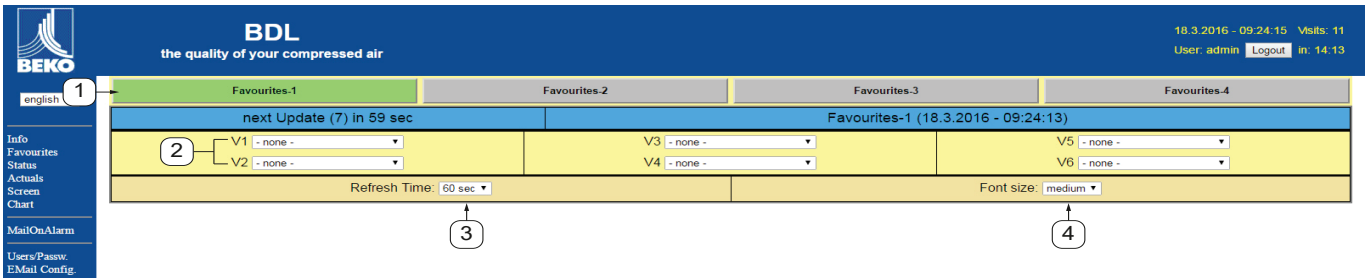 BEKO
BDL
the quality of your compressed air
18.3.2016 - 09:24:15 Visits: 11
User: admin Logout in: 14:13
english
1
Favourites-1 Favourites-2 Favourites-3 Favourites-4
next Update (7) in 59 sec Favourites-1 (18.3.2016 - 09:24:13)
2
V1 - none - V3 - none - V5 - none -
V2 - none - V4 - none - V6 - none -
Refresh Time: 60 sec Font size: medium
3 4
Info
Favourites
Status
Actuals
Screen
Chart
MailOnAlarm
Users/Passw.
EMail Config.